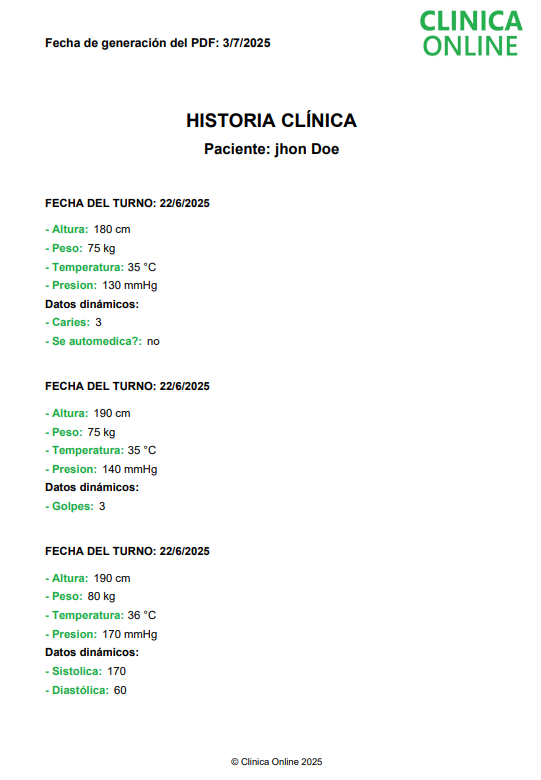 CLINICA
ONLINE
Fecha de generación del PDF: 3/7/2025
HISTORIA CLÍNICA
Paciente: jhon Doe
FECHA DEL TURNO: 22/6/2025
- Altura: 180 cm
- Peso: 75 kg
- Temperatura: 35 °C
- Presion: 130 mmHg
Datos dinámicos:
- Caries: 3
- Se automedica?: no
FECHA DEL TURNO: 22/6/2025
- Altura: 190 cm
- Peso: 75 kg
- Temperatura: 35 °C
- Presion: 140 mmHg
Datos dinámicos:
- Golpes: 3
FECHA DEL TURNO: 22/6/2025
- Altura: 190 cm
- Peso: 80 kg
- Temperatura: 36 °C
- Presion: 170 mmHg
Datos dinámicos:
- Sistolica: 170
- Diastólica: 60
© Clinica Online 2025